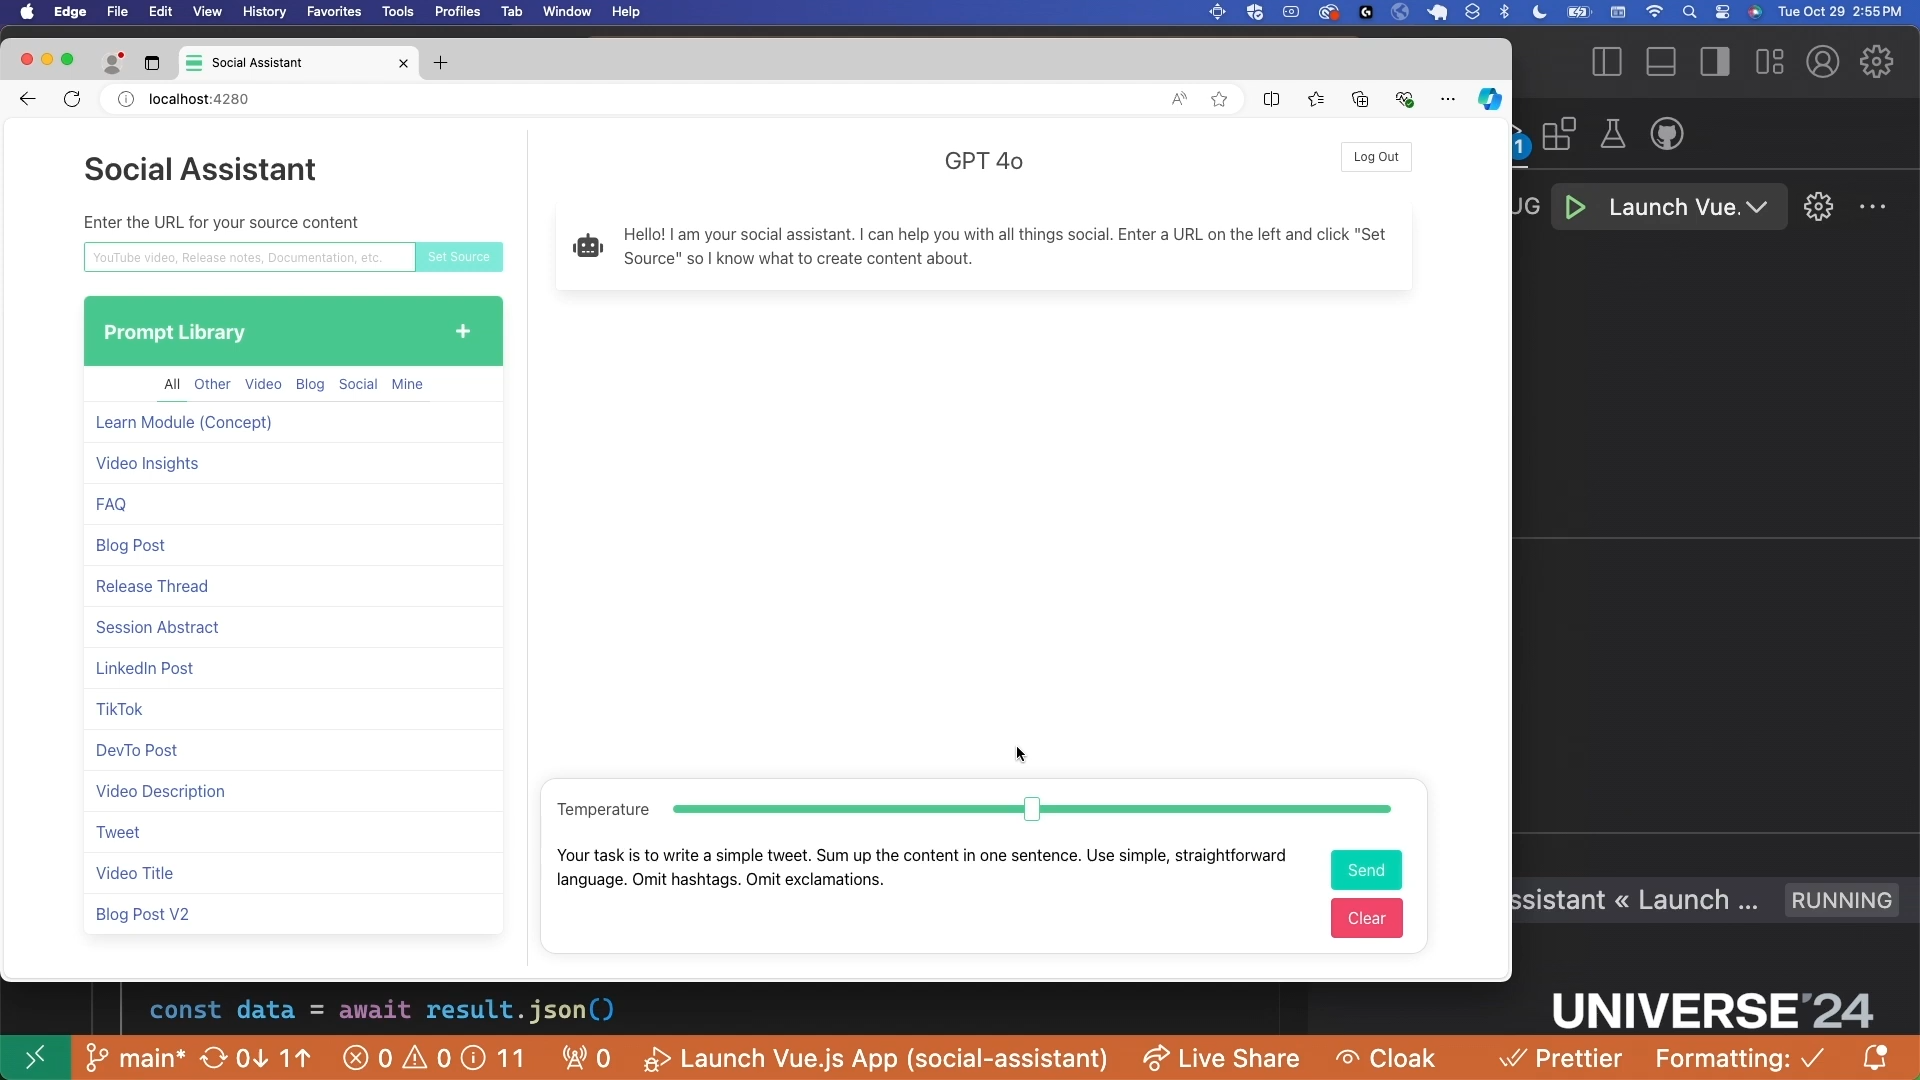 Edge File Edit View History Favorites Tools Profiles Tab Window Help
Tue Oct 29 2:55PM
Social Assistant
localhost:4280
Social Assistant
Enter the URL for your source content
YouTube video, Release notes, Documentation, etc.
Set Source
Prompt Library
All Other Video Blog Social Mine
Learn Module (Concept)
Video Insights
FAQ
Blog Post
Release Thread
Session Abstract
LinkedIn Post
TikTok
DevTo Post
Video Description
Tweet
Video Title
Blog Post V2
GPT 4o
Log Out
Hello! I am your social assistant. I can help you with all things social. Enter a URL on the left and click "Set
Source" so I know what to create content about.
Temperature
Your task is to write a simple tweet. Sum up the content in one sentence. Use simple, straightforward
language. Omit hashtags. Omit exclamations.
Send
Clear
1
UG
Launch Vue.
ssistant « Launch ...
RUNNING
const data = await result.json()
UNIVERSE'24
main* 0↓ 1↑ 0 0 11 0 Launch Vue.js App (social-assistant) Live Share Cloak Prettier Formatting: ✓